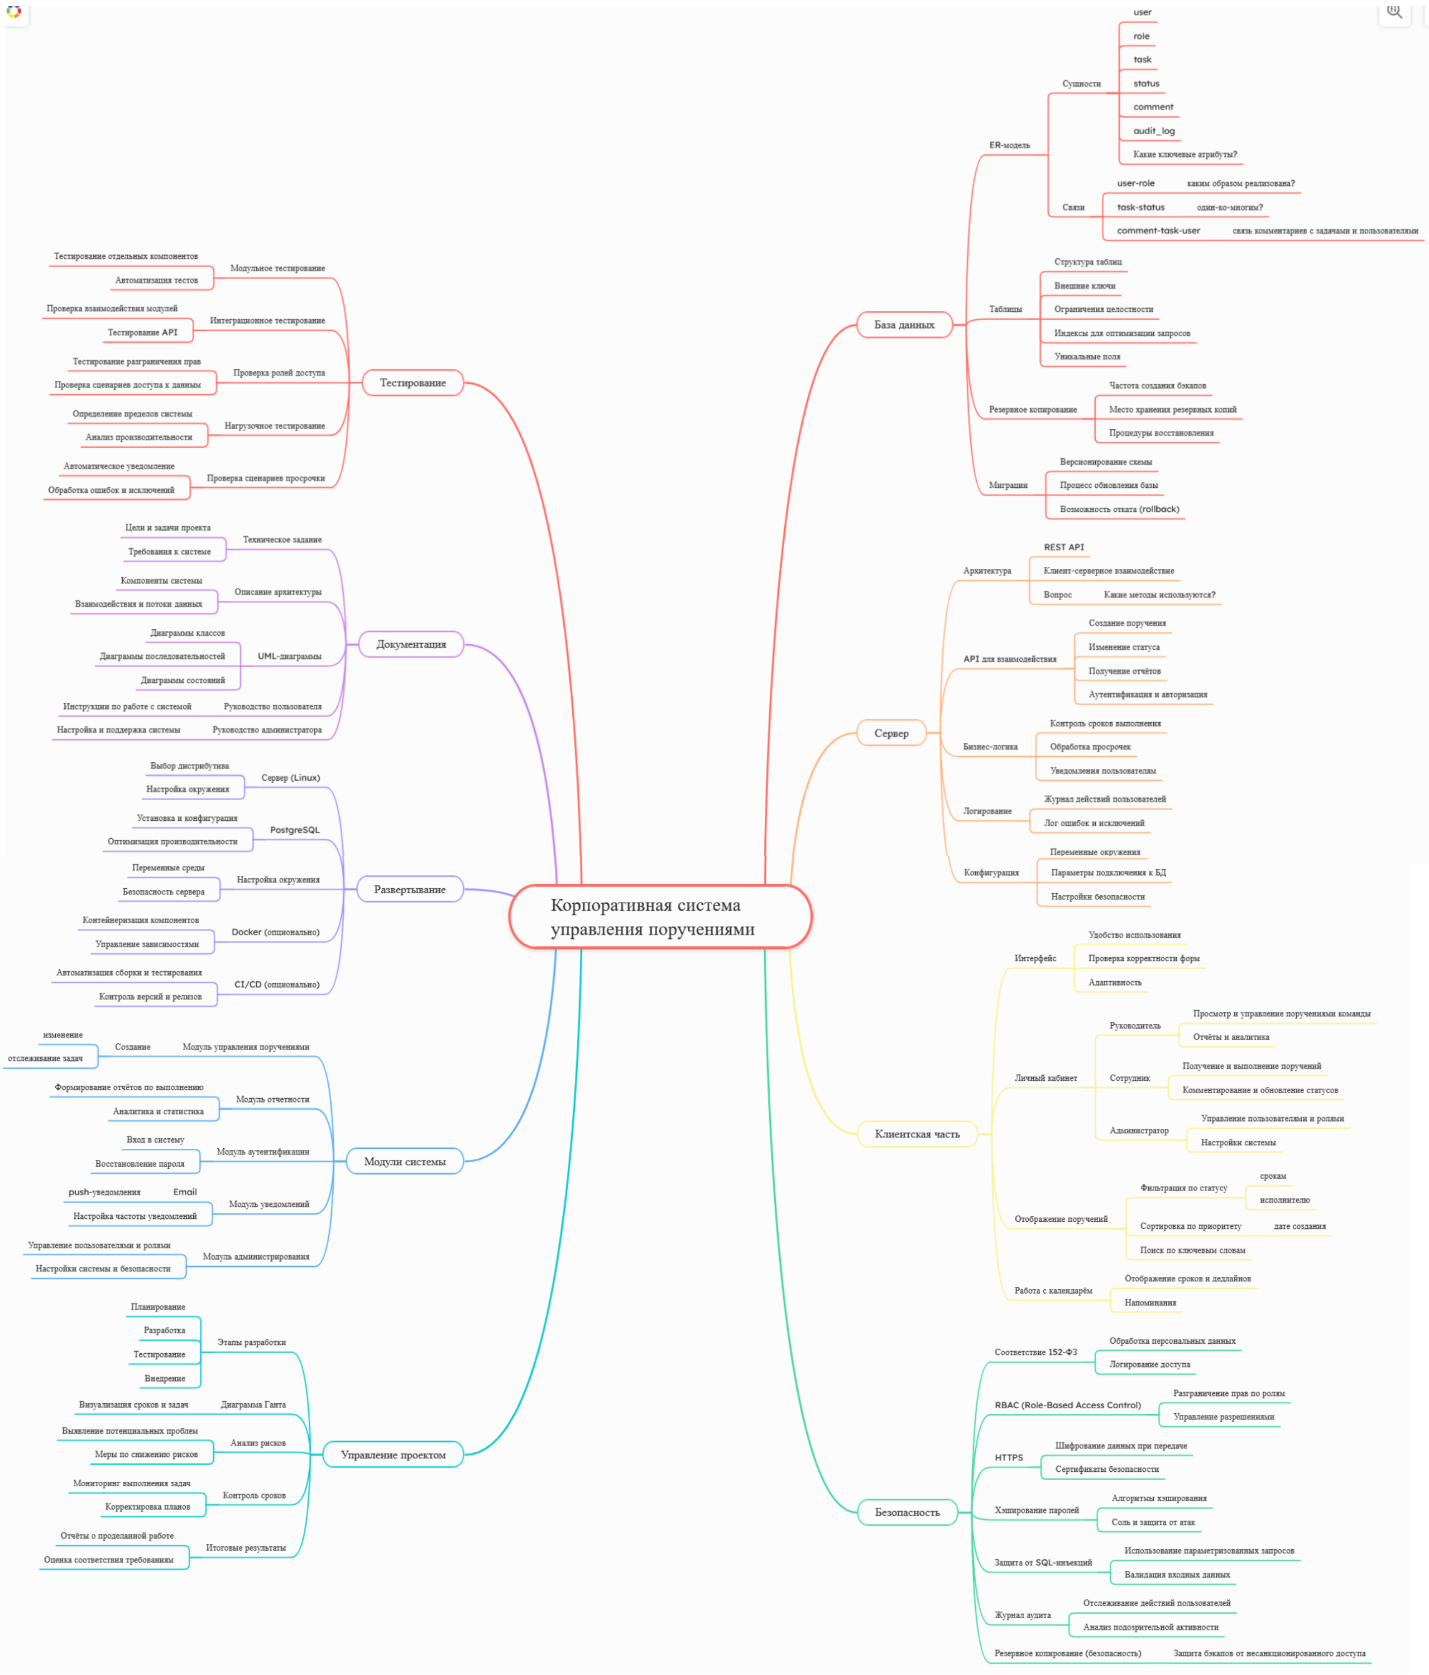 Корпоративная система
управления поручениями
База данных
ER-модель
Сущности
user
role
task
status
comment
audit_log
Какие ключевые атрибуты?
Связи
user-role
каким образом реализована?
task-status
один-ко-многим?
comment-task-user
связь комментариев с задачами и пользователями
Таблицы
Структура таблиц
Внешние ключи
Ограничения целостности
Индексы для оптимизации запросов
Уникальные поля
Резервное копирование
Частота создания бэкапов
Место хранения резервных копий
Процедуры восстановления
Миграции
Версионирование схемы
Процесс обновления базы
Возможность отката (rollback)
Сервер
Архитектура
REST API
Клиент-серверное взаимодействие
Вопрос
Какие методы используются?
API для взаимодействия
Создание поручения
Изменение статуса
Получение отчётов
Аутентификация и авторизация
Бизнес-логика
Контроль сроков выполнения
Обработка просрочек
Уведомления пользователям
Логирование
Журнал действий пользователей
Лог ошибок и исключений
Конфигурация
Переменные окружения
Параметры подключения к БД
Настройки безопасности
Клиентская часть
Интерфейс
Удобство использования
Проверка корректности форм
Адаптивность
Личный кабинет
Руководитель
Просмотр и управление поручениями команды
Отчёты и аналитика
Сотрудник
Получение и выполнение поручений
Комментирование и обновление статусов
Администратор
Управление пользователями и ролями
Настройки системы
Отображение поручений
Фильтрация по статусу
срокам
исполнителю
Сортировка по приоритету
дате создания
Поиск по ключевым словам
Работа с календарём
Отображение сроков и дедлайнов
Напоминания
Безопасность
Соответствие 152-ФЗ
Обработка персональных данных
Логирование доступа
RBAC (Role-Based Access Control)
Разграничение прав по ролям
Управление разрешениями
HTTPS
Шифрование данных при передаче
Сертификаты безопасности
Хэширование паролей
Алгоритмы хэширования
Соль и защита от атак
Защита от SQL-инъекций
Использование параметризованных запросов
Валидация входных данных
Журнал аудита
Отслеживание действий пользователей
Анализ подозрительной активности
Резервное копирование (безопасность)
Защита бэкапов от несанкционированного доступа
Тестирование
Модульное тестирование
Тестирование отдельных компонентов
Автоматизация тестов
Интеграционное тестирование
Проверка взаимодействия модулей
Тестирование API
Проверка ролей доступа
Тестирование разграничения прав
Проверка сценариев доступа к данным
Нагрузочное тестирование
Определение пределов системы
Анализ производительности
Проверка сценариев просрочки
Автоматическое уведомление
Обработка ошибок и исключений
Документация
Техническое задание
Цели и задачи проекта
Требования к системе
Описание архитектуры
Компоненты системы
Взаимодействия и потоки данных
UML-диаграммы
Диаграммы классов
Диаграммы последовательностей
Диаграммы состояний
Руководство пользователя
Инструкции по работе с системой
Руководство администратора
Настройка и поддержка системы
Развертывание
Сервер (Linux)
Выбор дистрибутива
Настройка окружения
PostgreSQL
Установка и конфигурация
Оптимизация производительности
Настройка окружения
Переменные среды
Безопасность сервера
Docker (опционально)
Контейнеризация компонентов
Управление зависимостями
CI/CD (опционально)
Автоматизация сборки и тестирования
Контроль версий и релизов
Модули системы
Модуль управления поручениями
Создание
изменение
отслеживание задач
Модуль отчетности
Формирование отчётов по выполнению
Аналитика и статистика
Модуль аутентификации
Вход в систему
Восстановление пароля
Модуль уведомлений
Email
push-уведомления
Настройка частоты уведомлений
Модуль администрирования
Управление пользователями и ролями
Настройки системы и безопасности
Управление проектом
Этапы разработки
Планирование
Разработка
Тестирование
Внедрение
Диаграмма Ганта
Визуализация сроков и задач
Анализ рисков
Выявление потенциальных проблем
Меры по снижению рисков
Контроль сроков
Мониторинг выполнения задач
Корректировка планов
Итоговые результаты
Отчёты о проделанной работе
Оценка соответствия требованиям